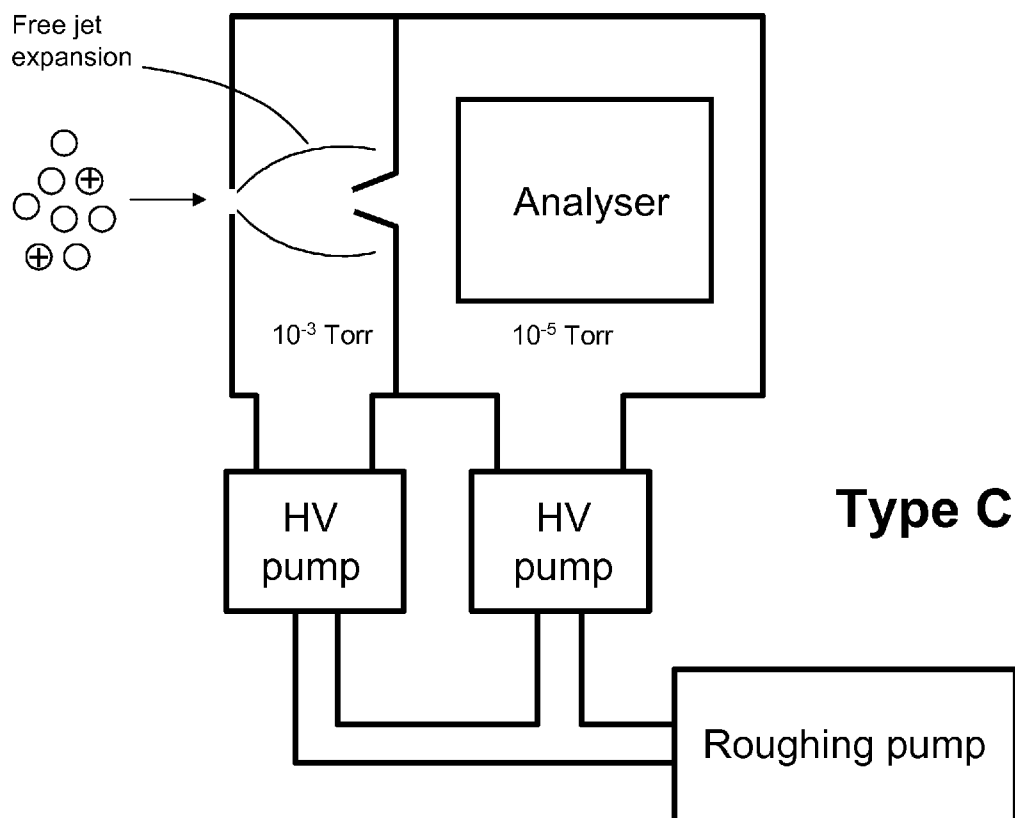 Free jet
expansion
Analyser
10⁻³ Torr
10⁻⁵ Torr
HV
pump
HV
pump
Type C
Roughing pump